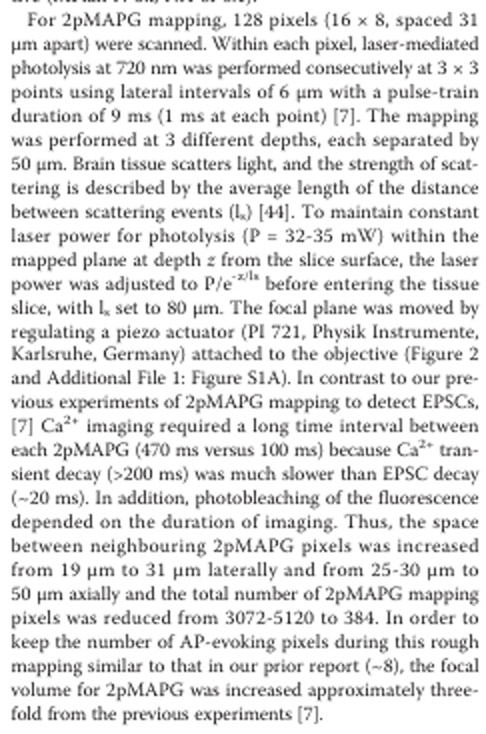 For 2pMAPG mapping, 128 pixels (16 × 8, spaced 31
μm apart) were scanned. Within each pixel, laser-mediated
photolysis at 720 nm was performed consecutively at 3 × 3
points using lateral intervals of 6 μm with a pulse-train
duration of 9 ms (1 ms at each point) [7]. The mapping
was performed at 3 different depths, each separated by
50 μm. Brain tissue scatters light, and the strength of scat-
tering is described by the average length of the distance
between scattering events (lₛ) [44]. To maintain constant
laser power for photolysis (P = 32-35 mW) within the
mapped plane at depth z from the slice surface, the laser
power was adjusted to P/e^-z/ls before entering the tissue
slice, with lₛ set to 80 μm. The focal plane was moved by
regulating a piezo actuator (PI 721, Physik Instrumente,
Karlsruhe, Germany) attached to the objective (Figure 2
and Additional File 1: Figure S1A). In contrast to our pre-
vious experiments of 2pMAPG mapping to detect EPSCs,
[7] Ca²⁺ imaging required a long time interval between
each 2pMAPG (470 ms versus 100 ms) because Ca²⁺ tran-
sient decay (>200 ms) was much slower than EPSC decay
(~20 ms). In addition, photobleaching of the fluorescence
depended on the duration of imaging. Thus, the space
between neighbouring 2pMAPG pixels was increased
from 19 μm to 31 μm laterally and from 25-30 μm to
50 μm axially and the total number of 2pMAPG mapping
pixels was reduced from 3072-5120 to 384. In order to
keep the number of AP-evoking pixels during this rough
mapping similar to that in our prior report (~8), the focal
volume for 2pMAPG was increased approximately three-
fold from the previous experiments [7].